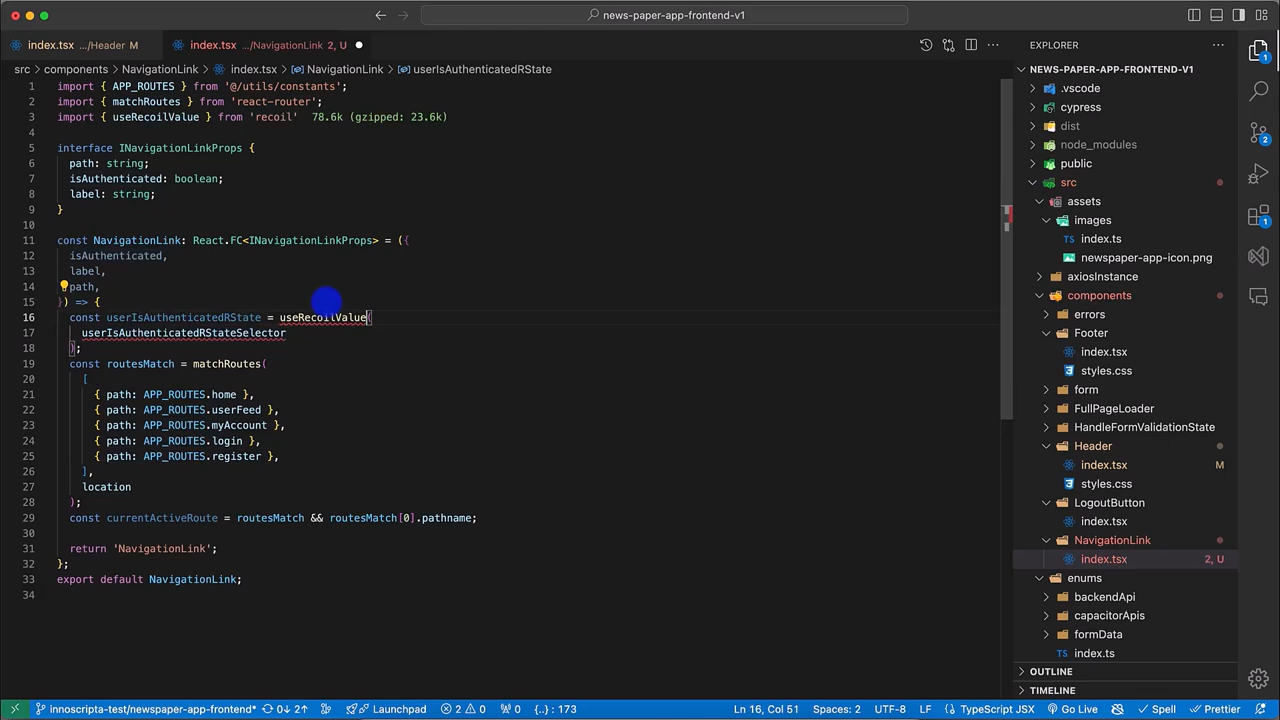 news-paper-app-frontend-v1
index.tsx .../Header M
index.tsx .../NavigationLink 2, U
src > components > NavigationLink > index.tsx > NavigationLink > userIsAuthenticatedRState
1 import { APP_ROUTES } from '@/utils/constants';
2 import { matchRoutes } from 'react-router';
3 import { useRecoilValue } from 'recoil' 78.6k (gzipped: 23.6k)
4
5 interface INavigationLinkProps {
6 path: string;
7 isAuthenticated: boolean;
8 label: string;
9 }
10
11 const NavigationLink: React.FC<INavigationLinkProps> = ({
12 isAuthenticated,
13 label,
14 path,
15 }) => {
16 const userIsAuthenticatedRState = useRecoilValue(
17 userIsAuthenticatedRStateSelector
18 );
19 const routesMatch = matchRoutes(
20 [
21 { path: APP_ROUTES.home },
22 { path: APP_ROUTES.userFeed },
23 { path: APP_ROUTES.myAccount },
24 { path: APP_ROUTES.login },
25 { path: APP_ROUTES.register },
26 ],
27 location
28 );
29 const currentActiveRoute = routesMatch && routesMatch[0].pathname;
30
31 return 'NavigationLink';
32 };
33 export default NavigationLink;
34
EXPLORER
NEWS-PAPER-APP-FRONTEND-V1
.vscode
cypress
dist
node_modules
public
src
assets
images
index.ts
newspaper-app-icon.png
axiosInstance
components
errors
Footer
index.tsx
styles.css
form
FullPageLoader
HandleFormValidationState
Header
index.tsx M
styles.css
LogoutButton
index.tsx
NavigationLink
index.tsx 2, U
enums
backendApi
capacitorApis
formData
index.ts
OUTLINE
TIMELINE
1
2
1
innoscripta-test/newspaper-app-frontend* 0↓ 2↑ Launchpad 2 0 0 {..} : 173 Ln 16, Col 51 Spaces: 2 UTF-8 LF {} TypeScript JSX Go Live Spell Prettier